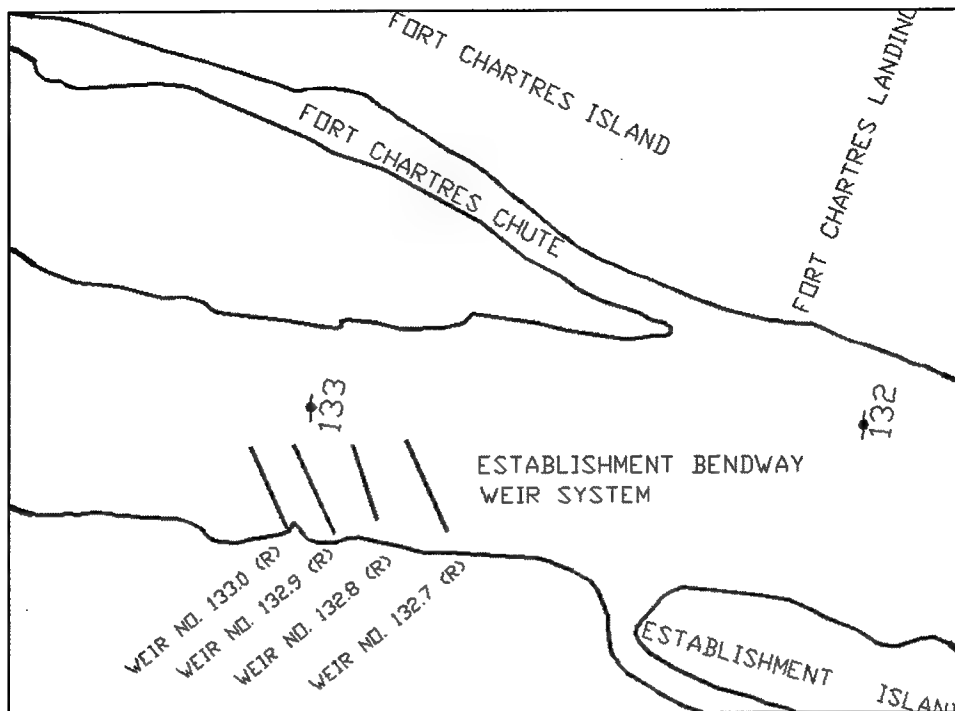 FORT CHARTRES ISLAND
FORT CHARTRES LANDING
FORT CHARTRES CHUTE
133
132
ESTABLISHMENT BENDWAY
WEIR SYSTEM
WEIR NO. 133.0 (R)
WEIR NO. 132.9 (R)
WEIR NO. 132.8 (R)
WEIR NO. 132.7 (R)
ESTABLISHMENT ISLAND